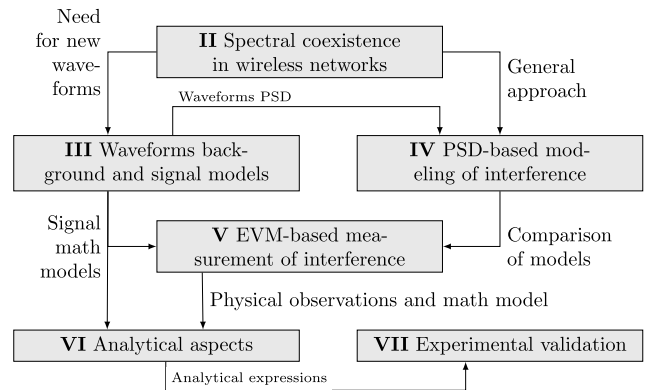 Need
for new
wave-
forms
II Spectral coexistence
in wireless networks
General
approach
Waveforms PSD
III Waveforms back-
ground and signal models
IV PSD-based mod-
eling of interference
Signal
math
models
V EVM-based mea-
surement of interference
Comparison
of models
Physical observations and math model
VI Analytical aspects
VII Experimental validation
Analytical expressions